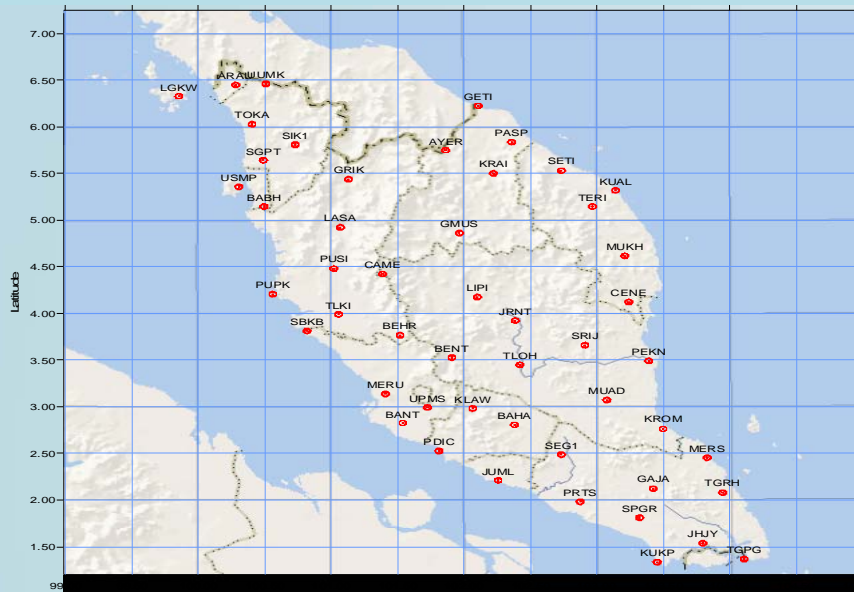 7.00
6.50
ARAU UUMK
LGKW
GETI
TOKA
6.00
SIK1
AYER
PASP
SGPT
5.50
GRIK
KRAI
SETI
USMP
KUAL
BABH
TERI
5.00
LASA
GMUS
MUKH
4.50
PUSI
CAME
PUPK
LIPI
CENE
Latitude
4.00
TLKI
JRNT
SBKB
BEHR
SRIJ
3.50
BENT
TLOH
PEKN
MERU
MUAD
3.00
UPMS
KLAW
BANT
BAHA
KROM
2.50
PDIC
SEG1
MERS
JUML
GAJA
TGRH
2.00
PRTS
SPGR
1.50
JHJY
KUKP
TGPG
99